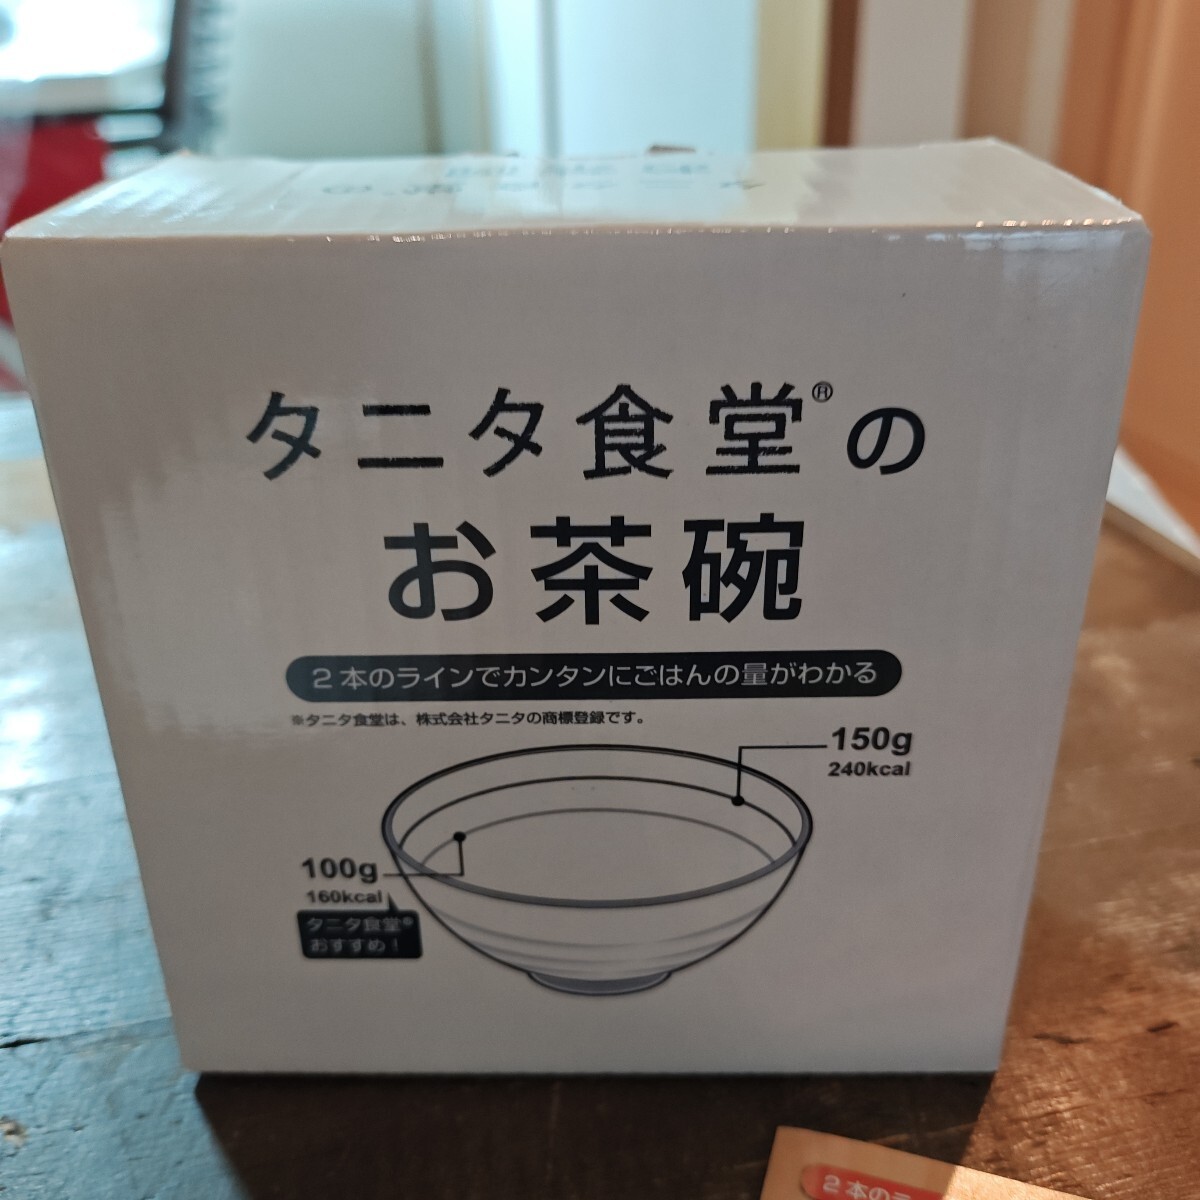 タニタ食堂®の
お茶碗
2本のラインでカンタンにごはんの量がわかる
※タニタ食堂は、株式会社タニタの商標登録です。
150g
240kcal
100g
160kcal
タニタ食堂®
おすすめ!
2本のラ